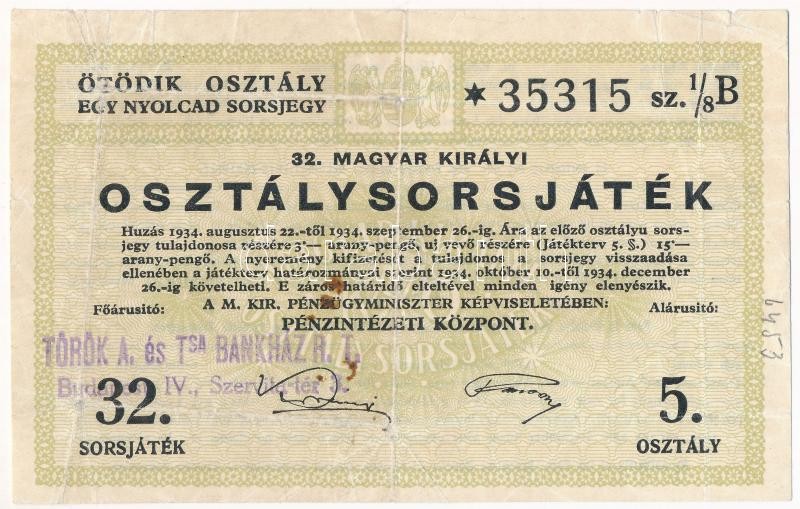 ÖTÖDIK OSZTÁLY
EGY NYOLCAD SORSJEGY
★ 35315 SZ. 1/8 B
32. MAGYAR KIRÁLYI
OSZTÁLYSORSJÁTÉK
Huzás 1934. augusztus 22.-től 1934. szeptember 26.-ig. Ára az előző osztályu sors-
jegy tulajdonosa részére 3·— arany-pengő, uj vevő részére (Játékterv 5. §.) 15·—
arany-pengő. A nyeremény kifizetését a tulajdonos a sorsjegy visszaadása
ellenében a játékterv határozmányai szerint 1934. október 10.-től 1934. december
26.-ig követelheti. E záros határidő elteltével minden igény elenyészik.
Főárusitó:
A M. KIR. PÉNZÜGYMINISZTER KÉPVISELETÉBEN:
Alárusitó:
PÉNZINTÉZETI KÖZPONT.
TÖRÖK A. és TSA BANKHÁZ R. T.
Budapest, IV., Szervita-tér 3.
6453
32.
SORSJÁTÉK
5.
OSZTÁLY